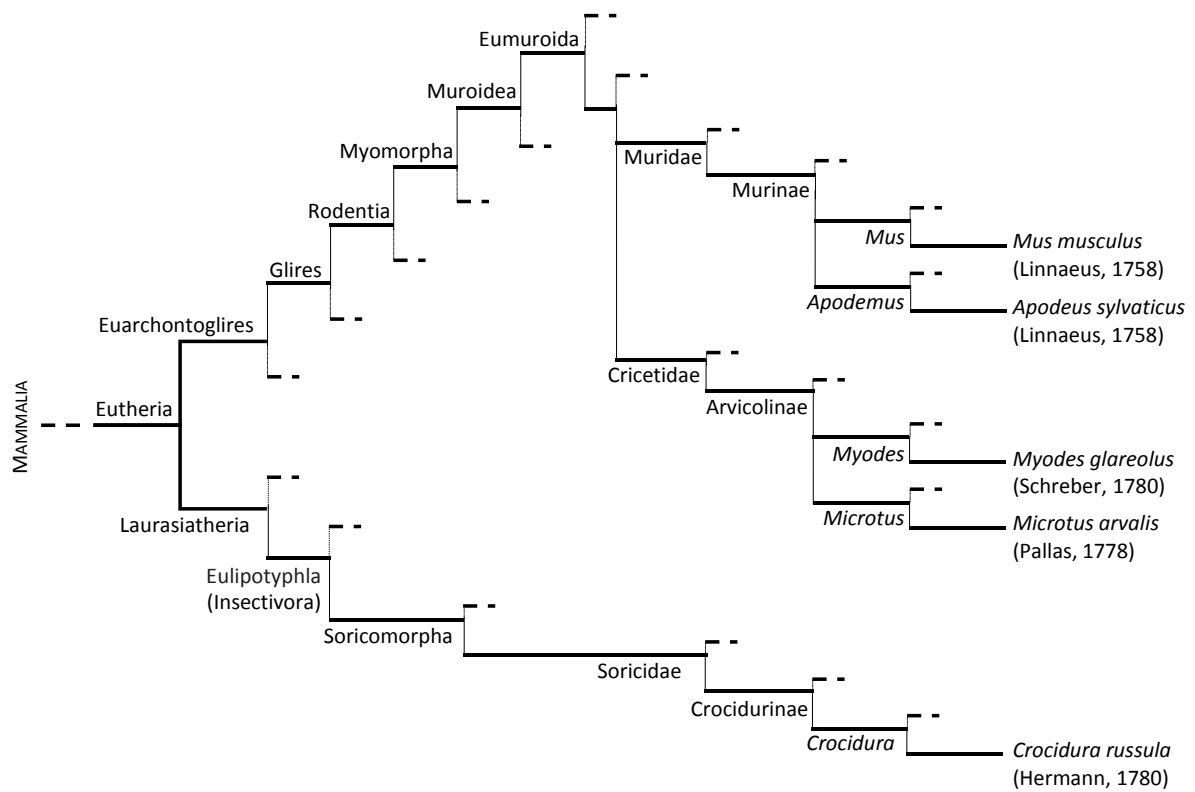 Eumuroida
Muroidea
Myomorpha
Muridae
Murinae
Rodentia
Mus
Mus musculus
(Linnaeus, 1758)
Glires
Apodemus
Apodeus sylvaticus
(Linnaeus, 1758)
Euarchontoglires
Cricetidae
Arvicolinae
MAMMALIA
Eutheria
Myodes
Myodes glareolus
(Schreber, 1780)
Laurasiatheria
Microtus
Microtus arvalis
(Pallas, 1778)
Eulipotyphla
(Insectivora)
Soricomorpha
Soricidae
Crocidurinae
Crocidura
Crocidura russula
(Hermann, 1780)